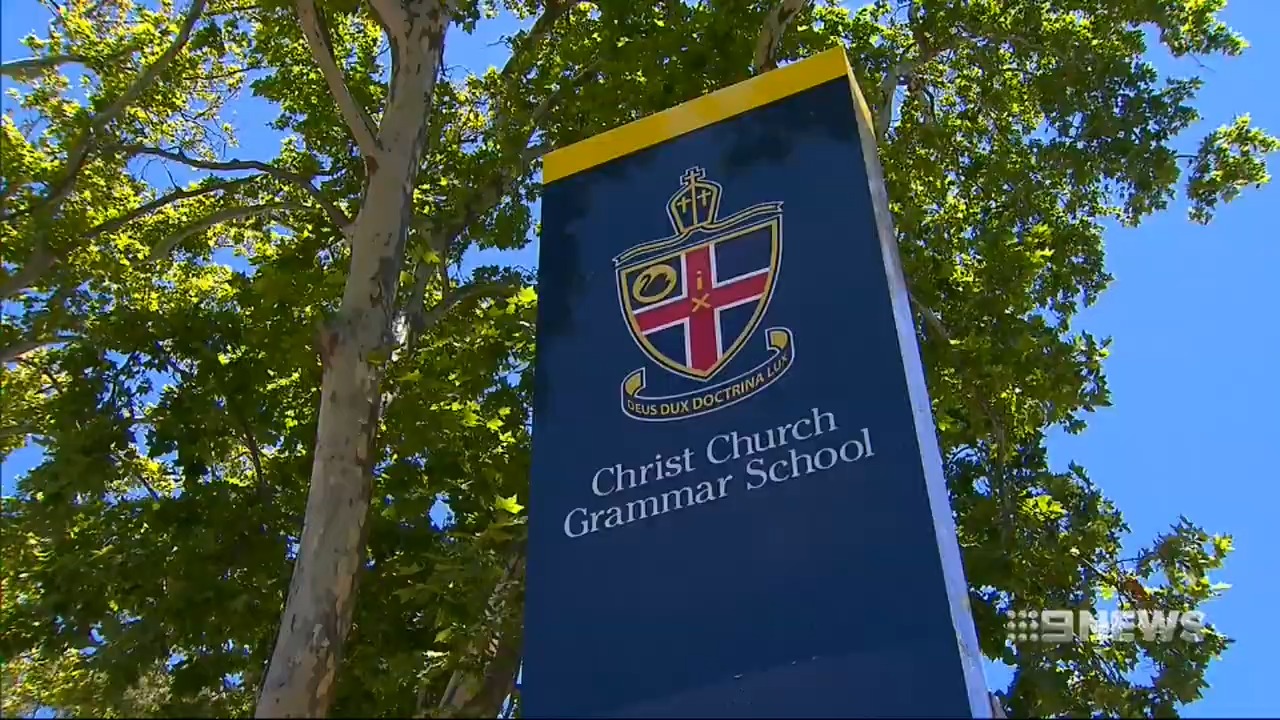 i
x
DEUS DUX DOCTRINA LUX
Christ Church
Grammar School
9NEWS